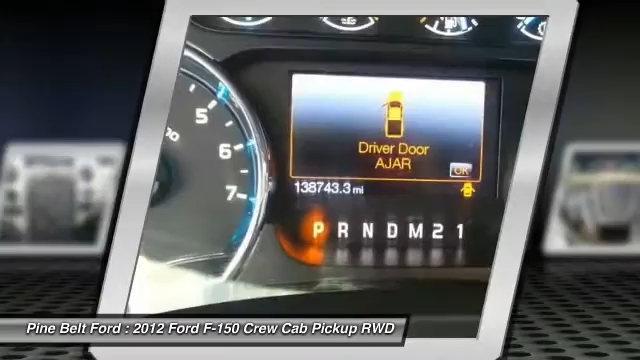 5
6
7
Driver Door
AJAR
OK
138743.3 mi
P R N D M 2 1
Pine Belt Ford : 2012 Ford F-150 Crew Cab Pickup RWD